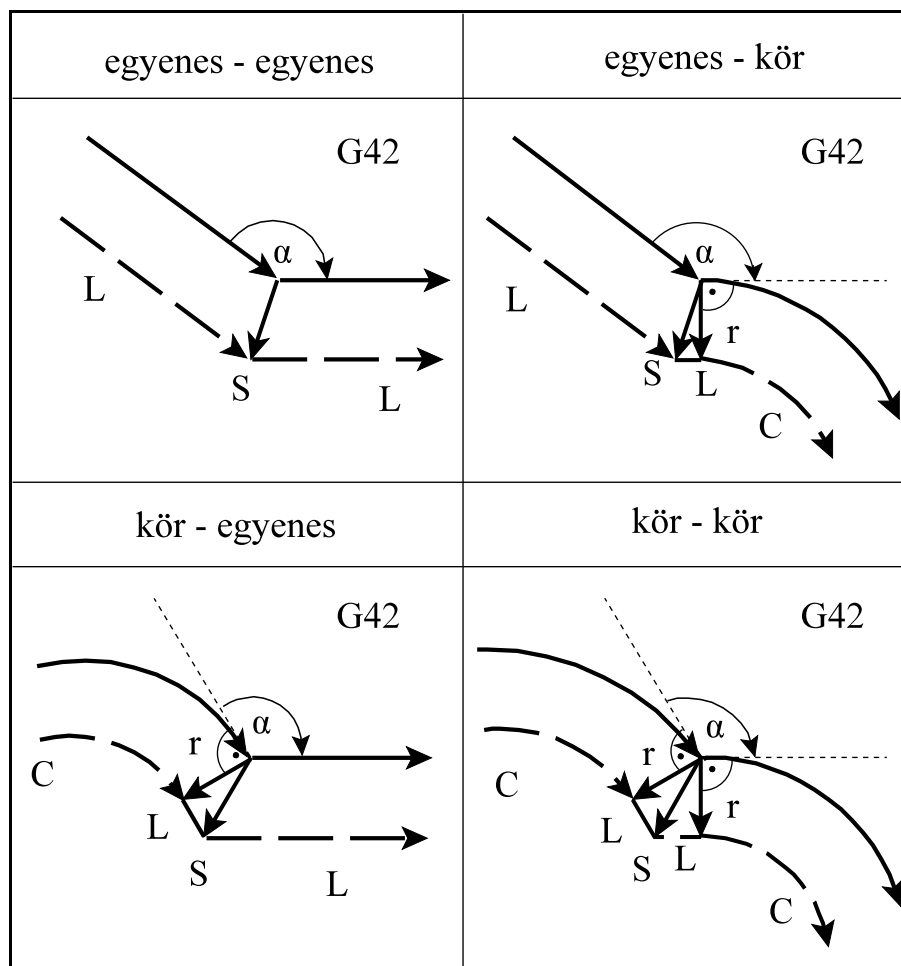 egyenes - egyenes
egyenes - kör
G42
α
L
S
L
G42
α
L
r
S
L
C
kör - egyenes
kör - kör
G42
α
r
C
L
S
L
G42
α
r
C
r
L
S
L
C